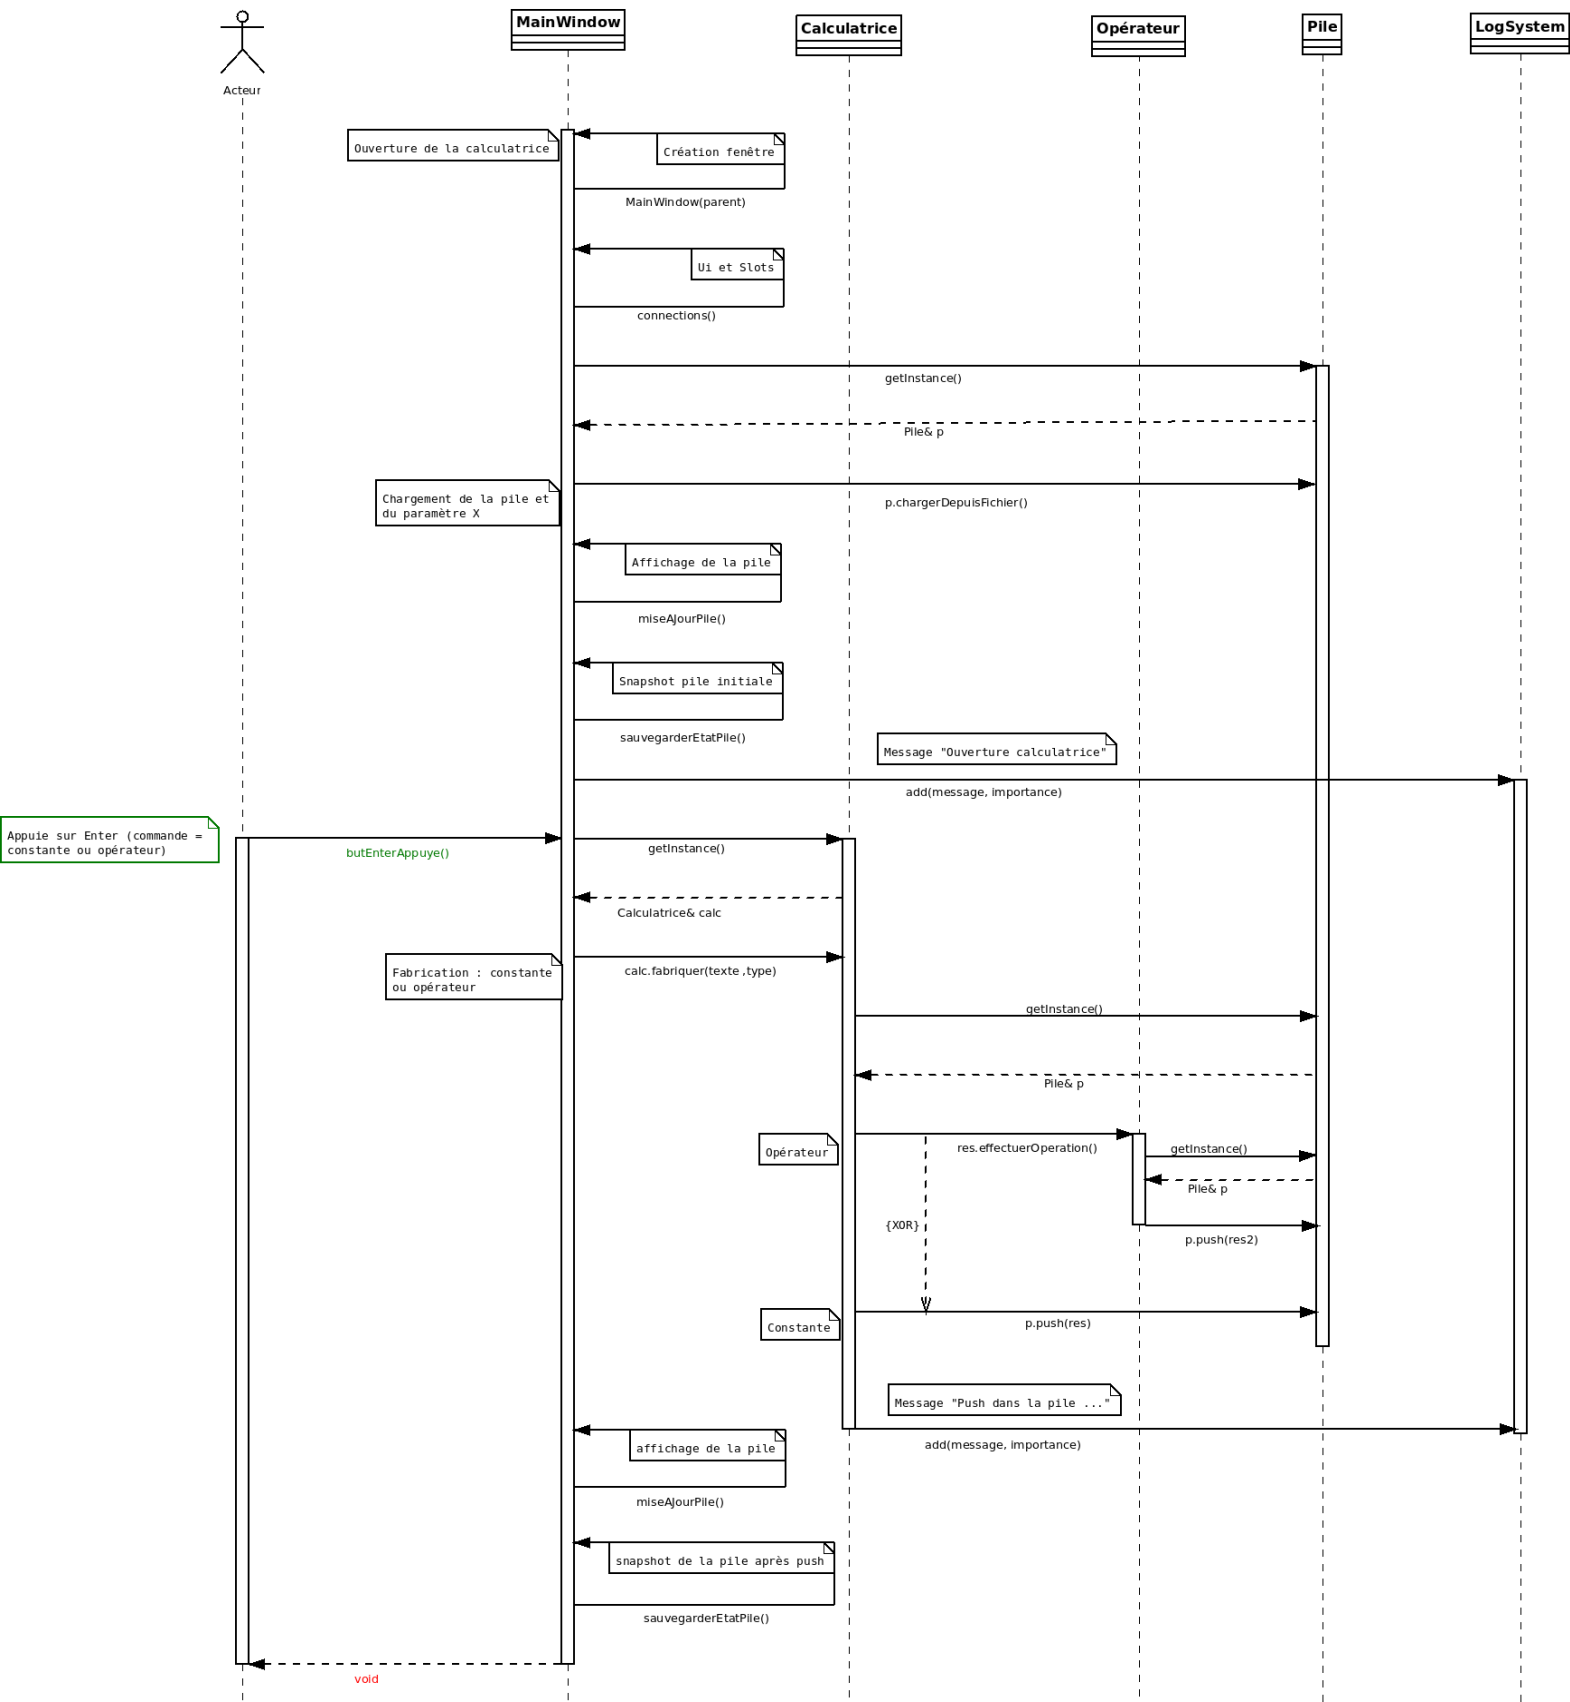 MainWindow
Calculatrice
Opérateur
Pile
LogSystem
Acteur
Ouverture de la calculatrice
Création fenêtre
MainWindow(parent)
Ui et Slots
connections()
getInstance()
Pile& p
Chargement de la pile et
du paramètre X
p.chargerDepuisFichier()
Affichage de la pile
miseAJourPile()
Snapshot pile initiale
sauvegarderEtatPile()
Message "Ouverture calculatrice"
add(message, importance)
Appuie sur Enter (commande =
constante ou opérateur)
butEnterAppuye()
getInstance()
Calculatrice& calc
Fabrication : constante
ou opérateur
calc.fabriquer(texte ,type)
getInstance()
Pile& p
Opérateur
res.effectuerOperation()
getInstance()
Pile& p
{XOR}
p.push(res2)
Constante
p.push(res)
Message "Push dans la pile ..."
add(message, importance)
affichage de la pile
miseAJourPile()
snapshot de la pile après push
sauvegarderEtatPile()
void